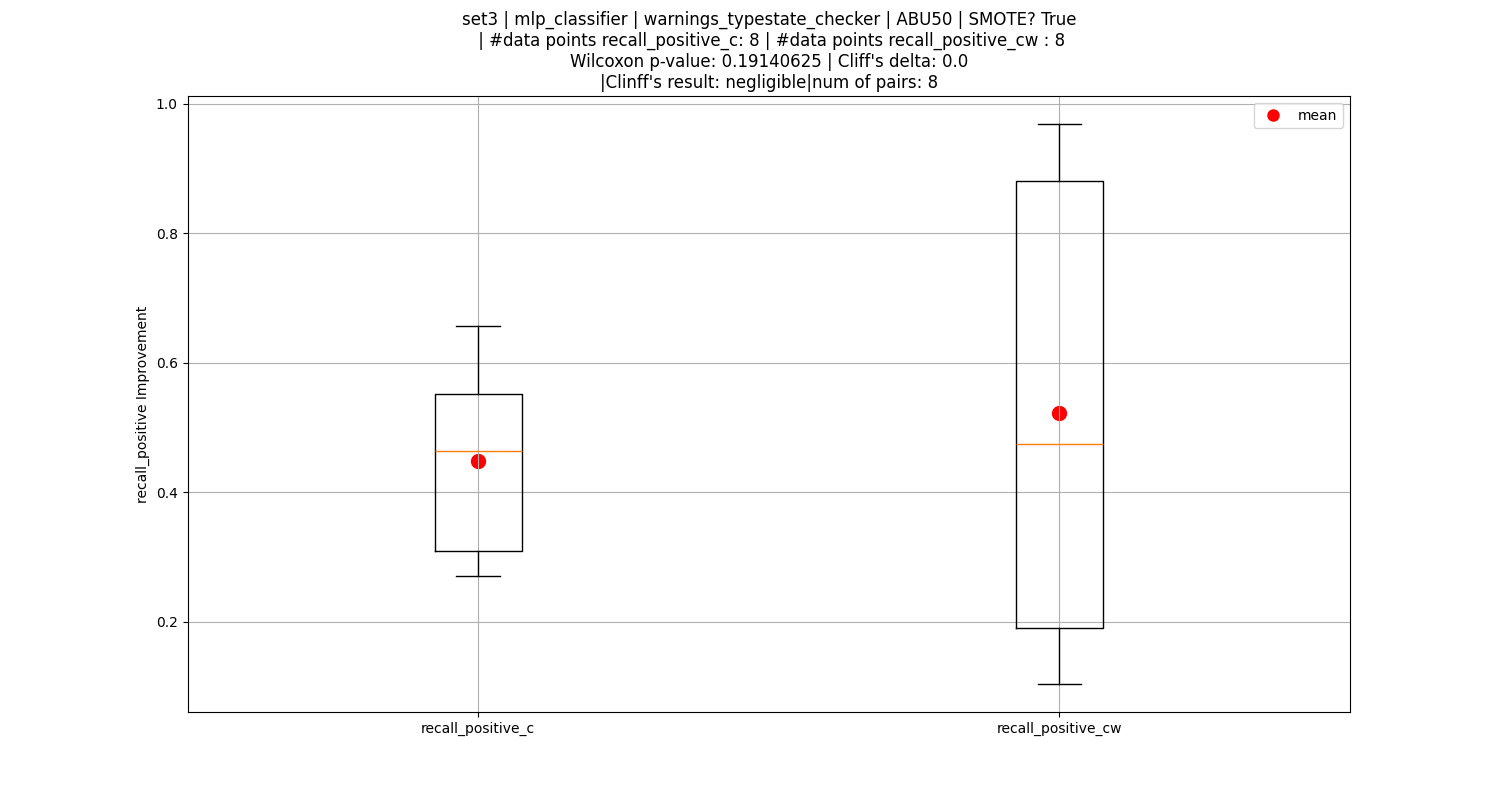 set3 | mlp_classifier | warnings_typestate_checker | ABU50 | SMOTE? True
| #data points recall_positive_c: 8 | #data points recall_positive_cw : 8
Wilcoxon p-value: 0.19140625 | Cliff's delta: 0.0
|Clinff's result: negligible|num of pairs: 8
mean
1.0
0.8
0.6
0.4
0.2
recall_positive Improvement
recall_positive_c
recall_positive_cw